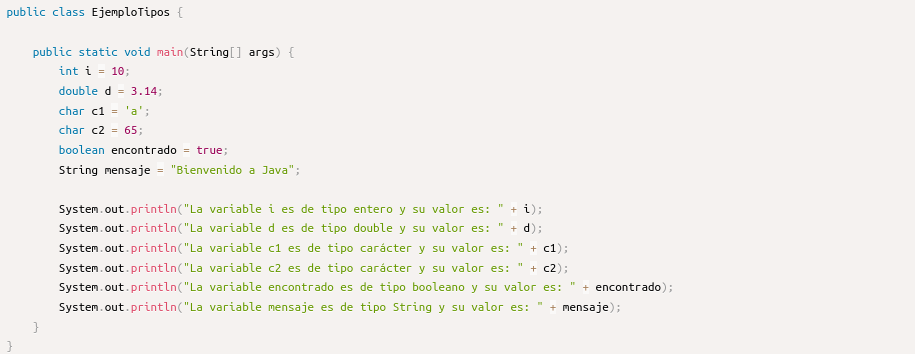 public class EjemploTipos {
public static void main(String[] args) {
int i = 10;
double d = 3.14;
char c1 = 'a';
char c2 = 65;
boolean encontrado = true;
String mensaje = "Bienvenido a Java";
System.out.println("La variable i es de tipo entero y su valor es: " + i);
System.out.println("La variable d es de tipo double y su valor es: " + d);
System.out.println("La variable c1 es de tipo carácter y su valor es: " + c1);
System.out.println("La variable c2 es de tipo carácter y su valor es: " + c2);
System.out.println("La variable encontrado es de tipo booleano y su valor es: " + encontrado);
System.out.println("La variable mensaje es de tipo String y su valor es: " + mensaje);
}
}